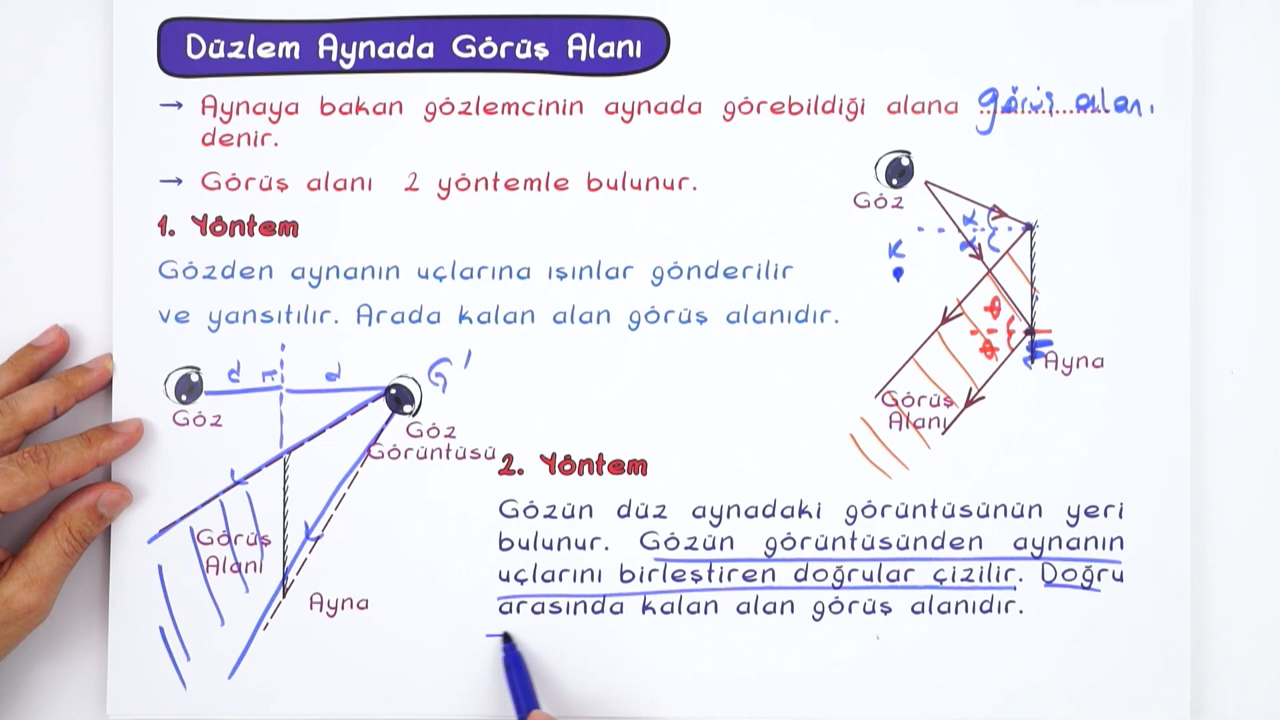 Düzlem Aynada Görüş Alanı
→ Aynaya bakan gözlemcinin aynada görebildiği alana görüş alanı
denir.
→ Görüş alanı 2 yöntemle bulunur.
1. Yöntem
Gözden aynanın uçlarına ışınlar gönderilir
ve yansıtılır. Arada kalan alan görüş alanıdır.
Göz
α
α
K
θ
θ
Ayna
Görüş
Alanı
d
d
G'
Göz
Göz
Görüntüsü
Görüş
Alanı
Ayna
2. Yöntem
Gözün düz aynadaki görüntüsünün yeri
bulunur. Gözün görüntüsünden aynanın
uçlarını birleştiren doğrular çizilir. Doğru
arasında kalan alan görüş alanıdır.